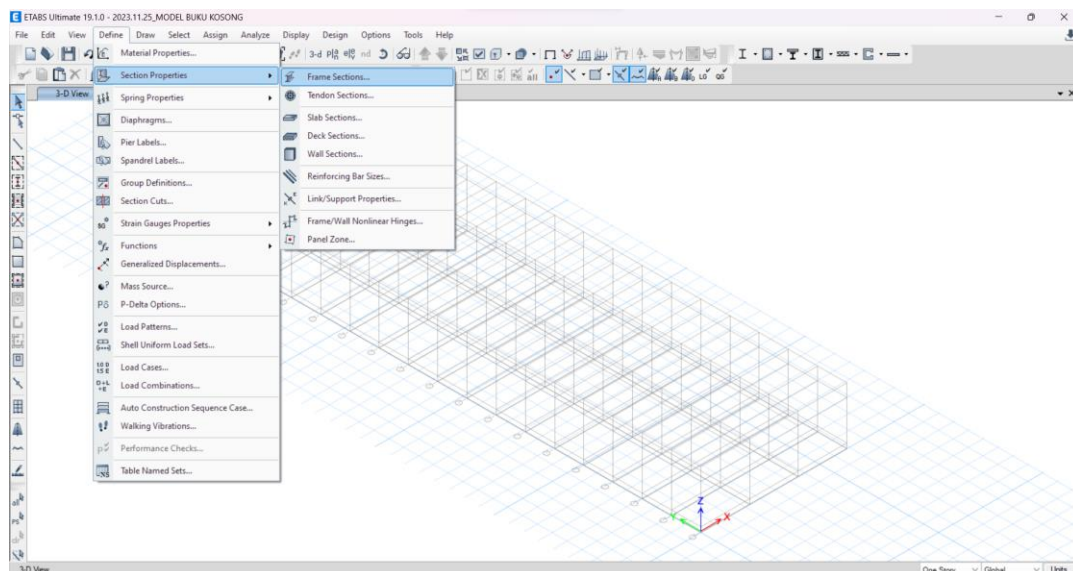 ETABS Ultimate 19.1.0 - 2023.11.25_MODEL BUKU KOSONG
File Edit View Define Draw Select Assign Analyze Display Design Options Tools Help
3-d
nd
3-D View
Material Properties...
Section Properties
Spring Properties
Diaphragms...
Pier Labels...
Spandrel Labels...
Group Definitions...
Section Cuts...
Strain Gauges Properties
Functions
Generalized Displacements...
Mass Source...
P-Delta Options...
Load Patterns...
Shell Uniform Load Sets...
Load Cases...
Load Combinations...
Auto Construction Sequence Case...
Walking Vibrations...
Performance Checks...
Table Named Sets...
Frame Sections...
Tendon Sections...
Slab Sections...
Deck Sections...
Wall Sections...
Reinforcing Bar Sizes...
Link/Support Properties...
Frame/Wall Nonlinear Hinges...
Panel Zone...
Z
Y X
3-D View One Story Global Units